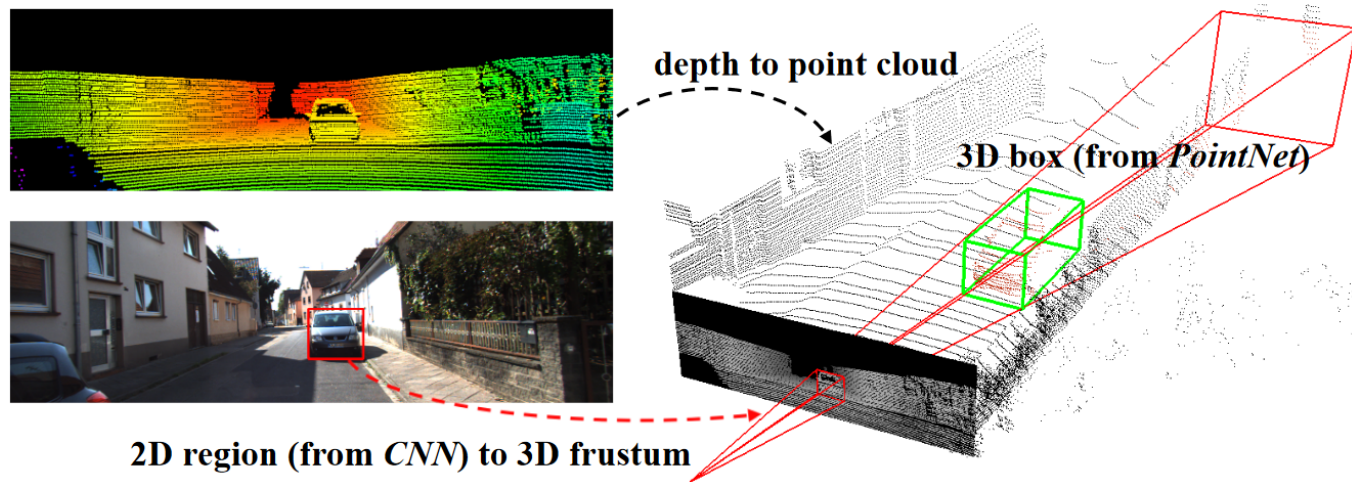 depth to point cloud
3D box (from PointNet)
2D region (from CNN) to 3D frustum